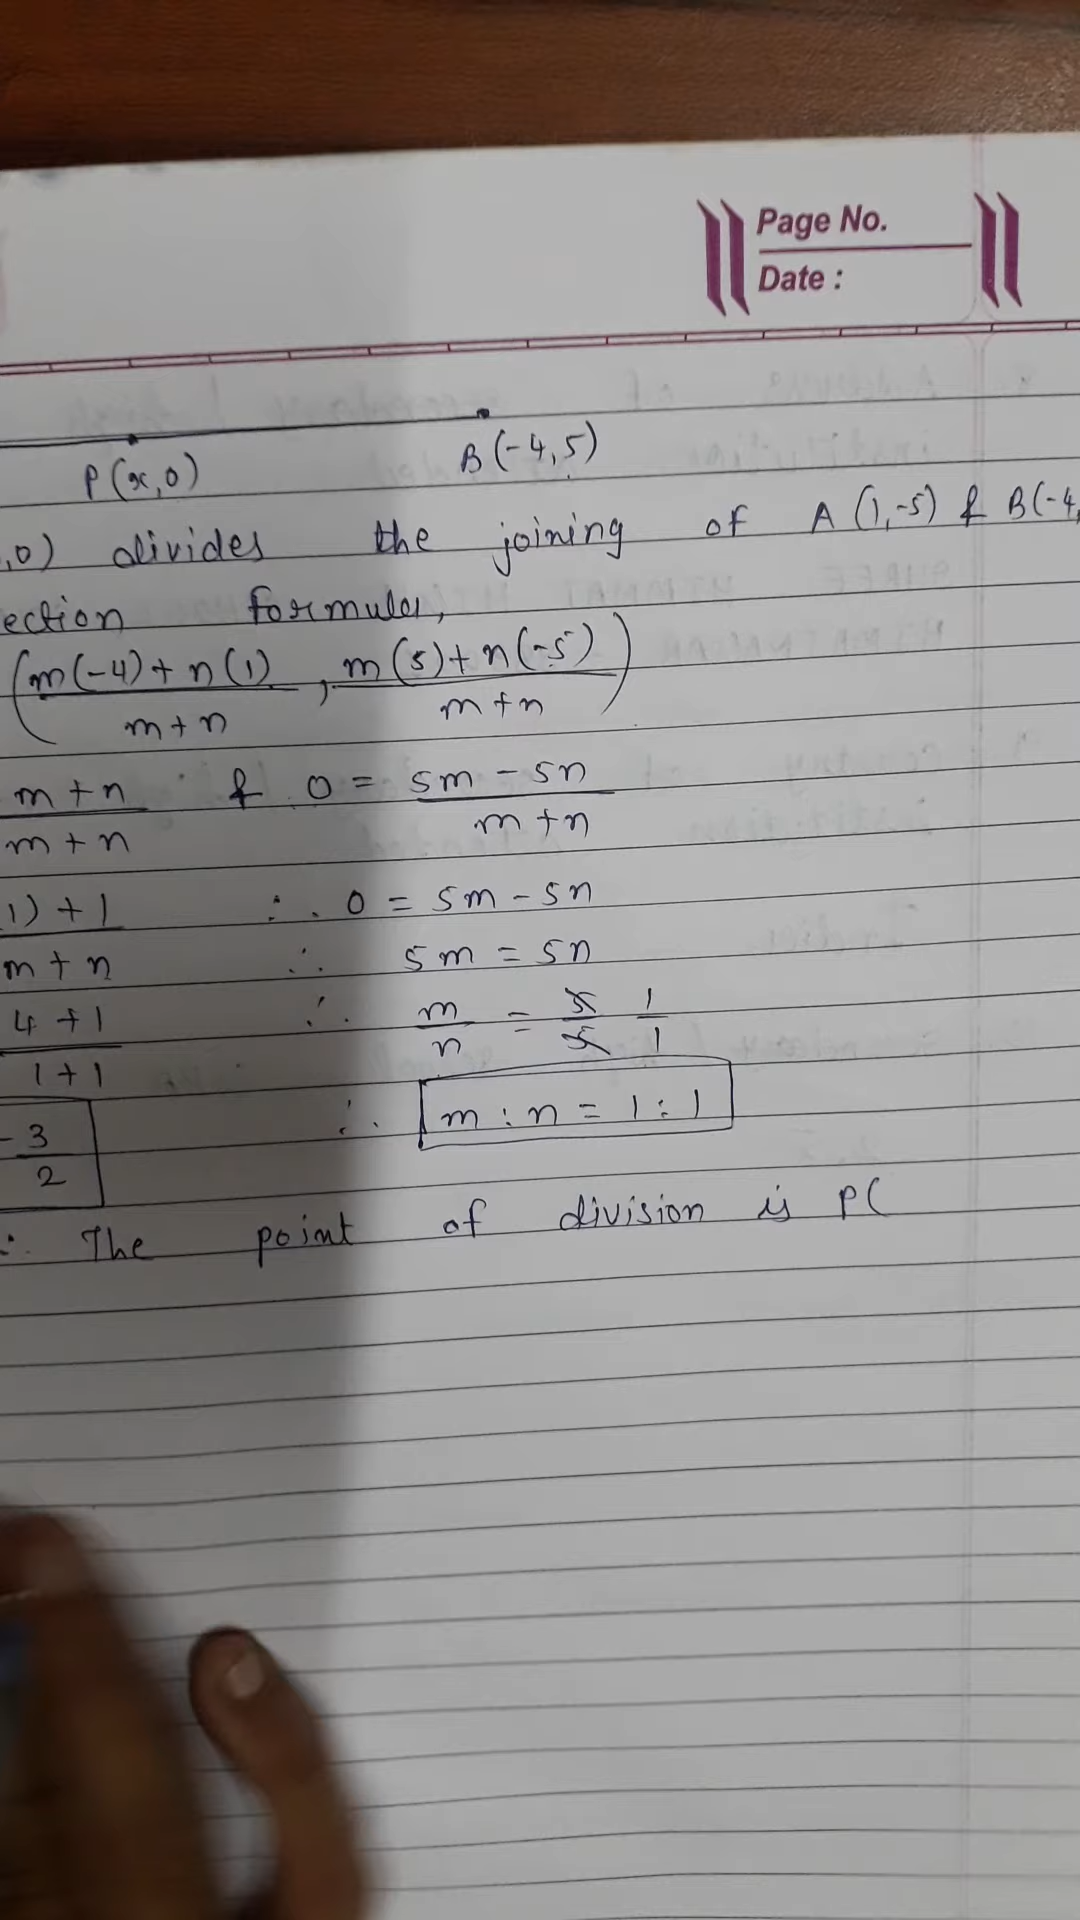 Page No.
Date :
P(x,0) B(-4,5)
,0) divides the joining of A (1,-5) & B(-4,
ection formula,
(m(-4)+n(1)/m+n , m(5)+n(-5)/m+n)
m+n/m+n & 0 = 5m-5n/m+n
1)+1/m+n ∴ 0 = 5m-5n
∴ 5m = 5n
4+1/1+1 ∴ m/n = 5/5 1/1
-3/2 ∴ m:n = 1:1
∴ The point of division is P(